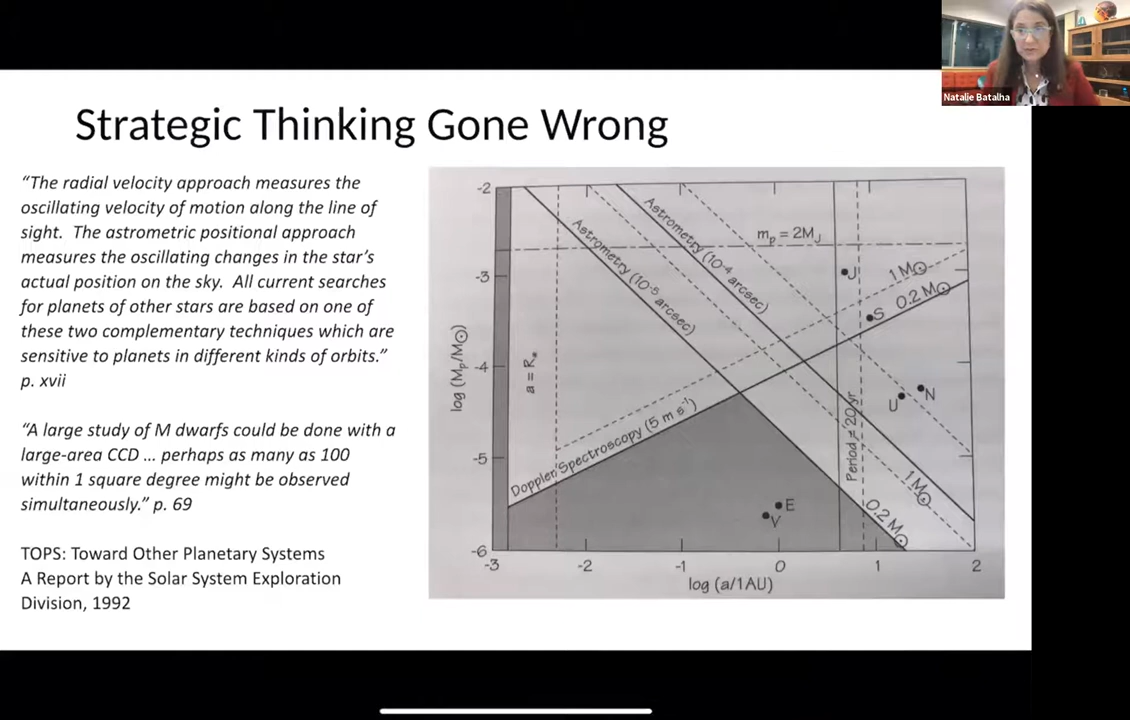 Natalie Batalha
Strategic Thinking Gone Wrong
“The radial velocity approach measures the
oscillating velocity of motion along the line of
sight. The astrometric positional approach
measures the oscillating changes in the star’s
actual position on the sky. All current searches
for planets of other stars are based on one of
these two complementary techniques which are
sensitive to planets in different kinds of orbits.”
p. xvii
“A large study of M dwarfs could be done with a
large-area CCD … perhaps as many as 100
within 1 square degree might be observed
simultaneously.” p. 69
TOPS: Toward Other Planetary Systems
A Report by the Solar System Exploration
Division, 1992
log (Mp/M⊙)
-2
-3
-4
-5
-6
a = R*
Astrometry (10⁻⁵ arcsec)
Astrometry (10⁻⁴ arcsec)
mp = 2MJ
J
1 M⊙
0.2 M⊙
S
N
U
Doppler Spectroscopy (5 m s⁻¹)
Period = 20 yr
1 M⊙
0.2 M⊙
E
V
-3
-2
-1
0
1
2
log (a/1AU)